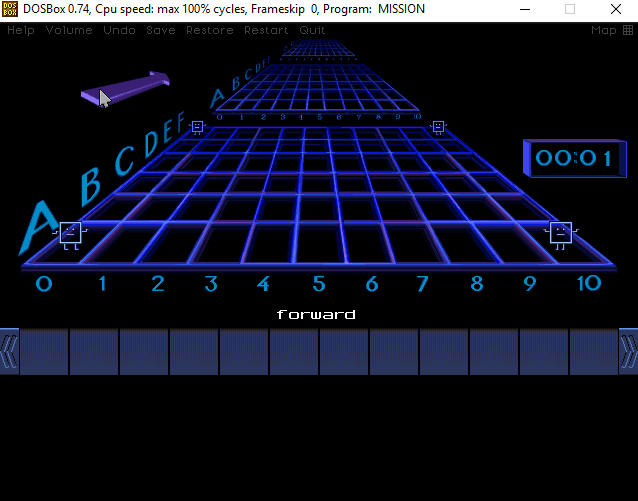 DOSBox 0.74, Cpu speed: max 100% cycles, Frameskip 0, Program: MISSION
Help Volume Undo Save Restore Restart Quit Map
A B C D E F
0 1 2 3 4 5 6 7 8 9 10
A B C D E F
00:01
0 1 2 3 4 5 6 7 8 9 10
forward